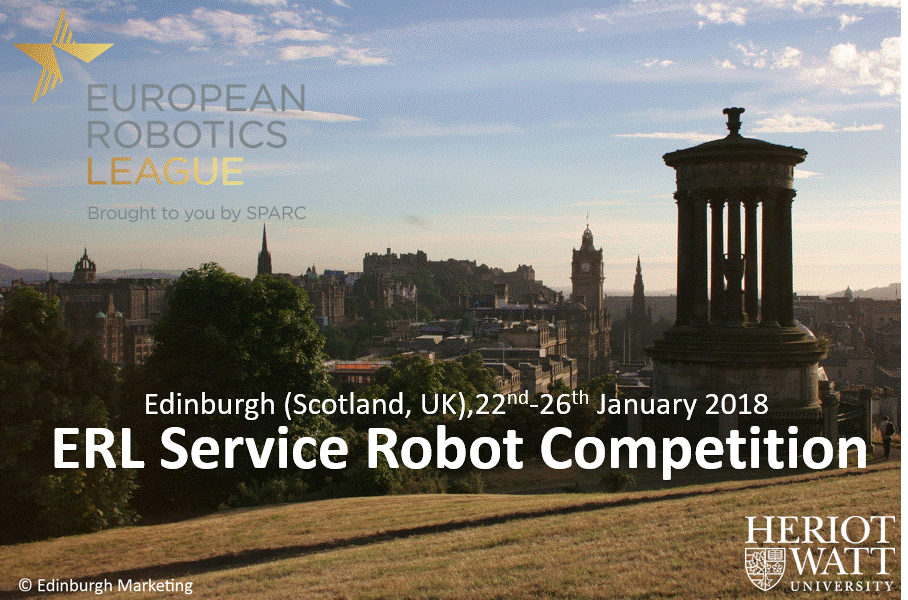 EUROPEAN
ROBOTICS
LEAGUE
Brought to you by SPARC
Edinburgh (Scotland, UK),22nd-26th January 2018
ERL Service Robot Competition
HERIOT
WATT
UNIVERSITY
© Edinburgh Marketing